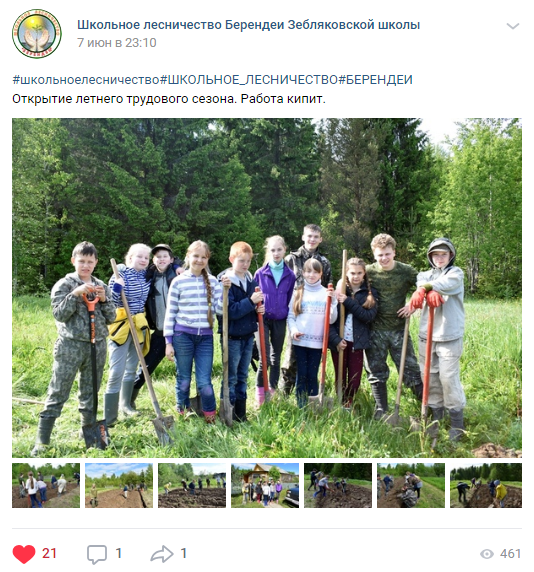 Школьное лесничество Берендеи Зебляковской школы
7 июн в 23:10
#школьноелесничество#ШКОЛЬНОЕ_ЛЕСНИЧЕСТВО#БЕРЕНДЕИ
Открытие летнего трудового сезона. Работа кипит.
21 1 1 461